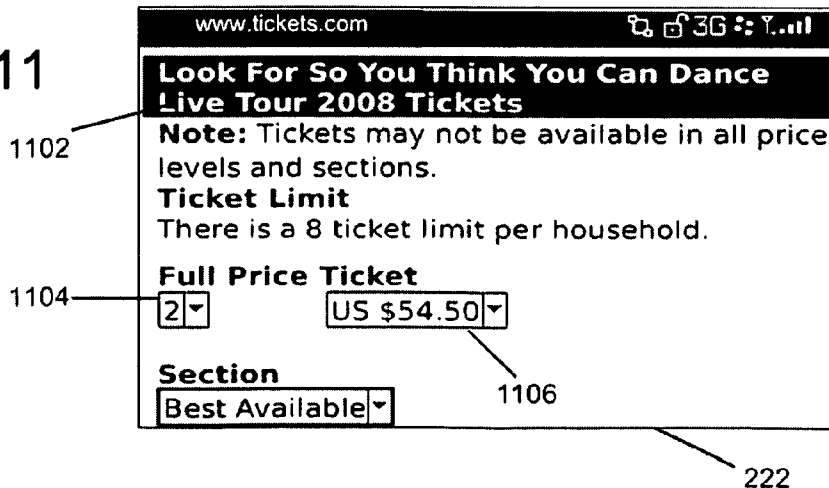 www.tickets.com 3G
11
Look For So You Think You Can Dance
Live Tour 2008 Tickets
1102
Note: Tickets may not be available in all price
levels and sections.
Ticket Limit
There is a 8 ticket limit per household.
Full Price Ticket
1104
2 US $54.50
Section
1106
Best Available
222